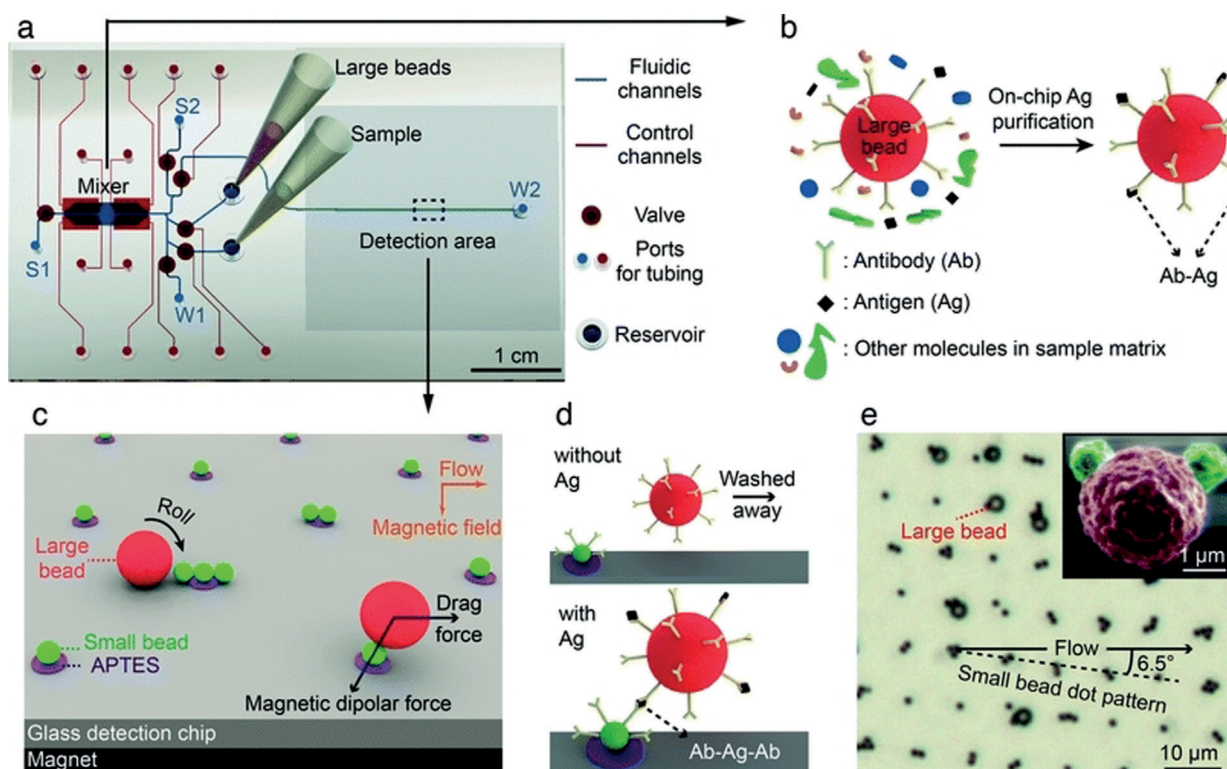 a
Large beads
Sample
S2
Mixer
S1
W1
W2
Detection area
1 cm
Fluidic
channels
Control
channels
Valve
Ports
for tubing
Reservoir
b
Large
bead
On-chip Ag
purification
Ab-Ag
: Antibody (Ab)
: Antigen (Ag)
: Other molecules in sample matrix
c
Flow
Magnetic field
Roll
Large
bead
Drag
force
Small bead
APTES
Magnetic dipolar force
Glass detection chip
Magnet
d
without
Ag
Washed
away
with
Ag
Ab-Ag-Ab
e
Large bead
1 µm
Flow
6.5°
Small bead dot pattern
10 µm